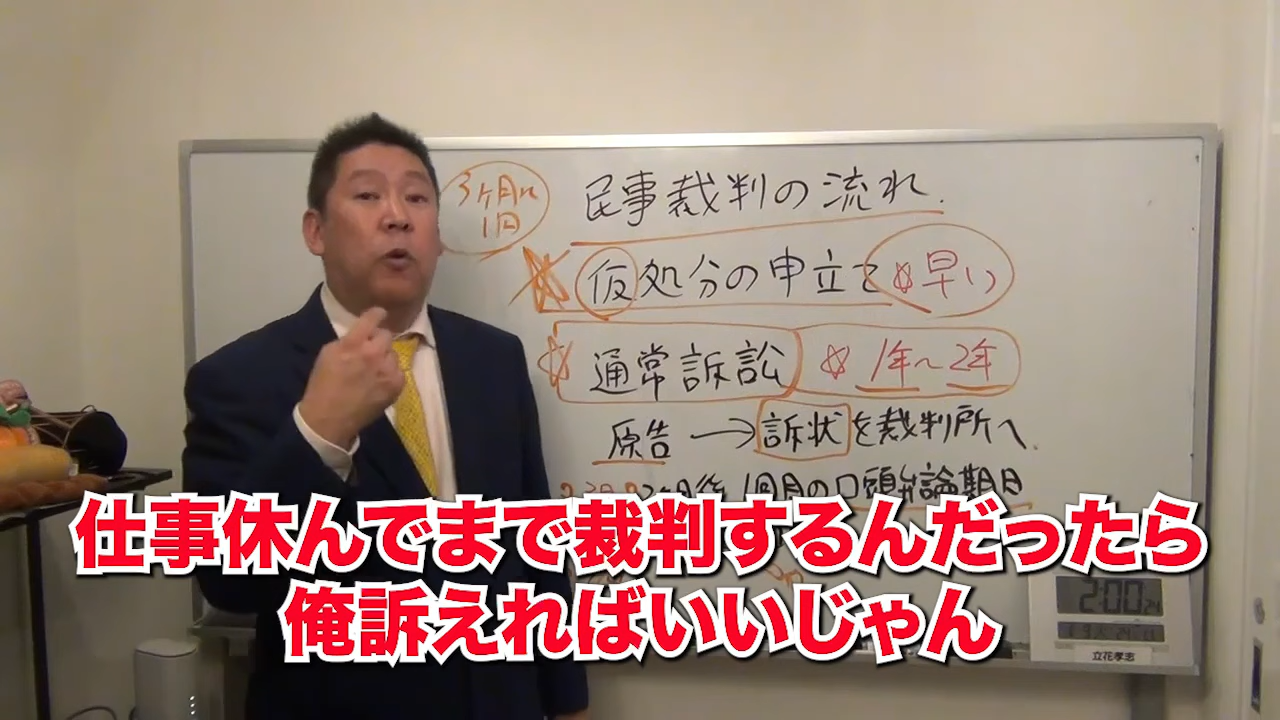 3ヶ月に
1回
民事裁判の流れ.
仮処分の申立て ☆早い
☆通常訴訟 ☆1年〜2年
原告→訴状を裁判所へ.
1回目の口頭弁論期日
仕事休んでまで裁判するんだったら
俺訴えればいいじゃん
2:00 24
立花孝志